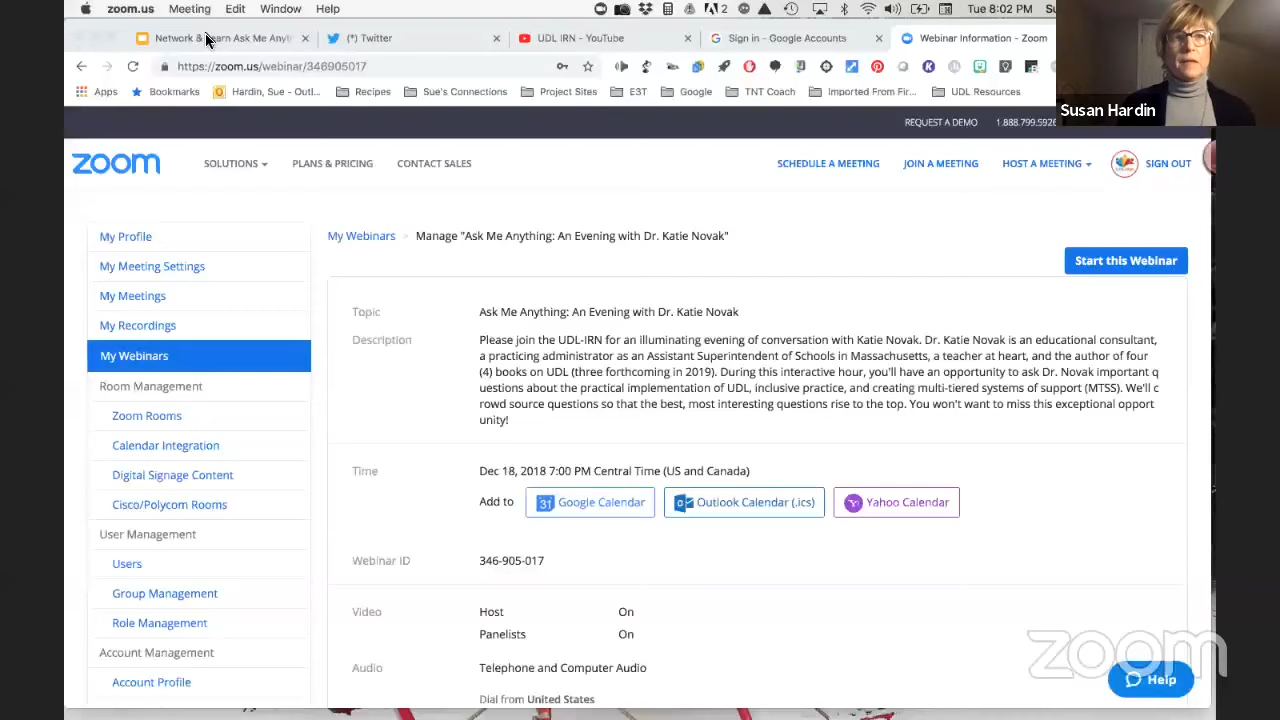 zoom.us Meeting Edit Window Help 2 Tue 8:02 PM Su
Network & Learn Ask Me Anyt × (*) Twitter × UDL IRN - YouTube × Sign in - Google Accounts × Webinar Information - Zoom
https://zoom.us/webinar/346905017
Apps Bookmarks Hardin, Sue - Outl... Recipes Sue's Connections Project Sites E3T Google TNT Coach Imported From Fir... UDL Resources
Susan Hardin
REQUEST A DEMO 1.888.799.5926
zoom SOLUTIONS PLANS & PRICING CONTACT SALES SCHEDULE A MEETING JOIN A MEETING HOST A MEETING SIGN OUT
My Profile
My Meeting Settings
My Meetings
My Recordings
My Webinars
Room Management
Zoom Rooms
Calendar Integration
Digital Signage Content
Cisco/Polycom Rooms
User Management
Users
Group Management
Role Management
Account Management
Account Profile
My Webinars > Manage "Ask Me Anything: An Evening with Dr. Katie Novak"
Start this Webinar
Topic Ask Me Anything: An Evening with Dr. Katie Novak
Description Please join the UDL-IRN for an illuminating evening of conversation with Katie Novak. Dr. Katie Novak is an educational consultant,
a practicing administrator as an Assistant Superintendent of Schools in Massachusetts, a teacher at heart, and the author of four
(4) books on UDL (three forthcoming in 2019). During this interactive hour, you'll have an opportunity to ask Dr. Novak important q
uestions about the practical implementation of UDL, inclusive practice, and creating multi-tiered systems of support (MTSS). We'll c
rowd source questions so that the best, most interesting questions rise to the top. You won't want to miss this exceptional opport
unity!
Time Dec 18, 2018 7:00 PM Central Time (US and Canada)
Add to 31 Google Calendar Outlook Calendar (.ics) Yahoo Calendar
Webinar ID 346-905-017
Video Host On
Panelists On
Audio Telephone and Computer Audio
Dial from United States
zoom
Help